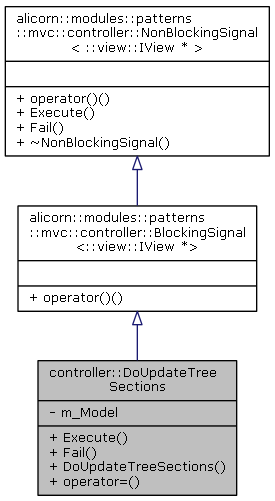 alicorn::modules::patterns
::mvc::controller::NonBlockingSignal
< ::view::IView * >
+ operator()()
+ Execute()
+ Fail()
+ ~NonBlockingSignal()
alicorn::modules::patterns
::mvc::controller::BlockingSignal
<::view::IView *>
+ operator()()
controller::DoUpdateTree
Sections
- m_Model
+ Execute()
+ Fail()
+ DoUpdateTreeSections()
+ operator=()